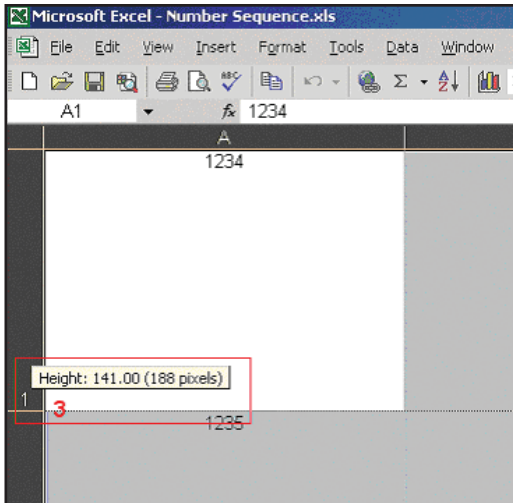 Microsoft Excel - Number Sequence.xls
File Edit View Insert Format Tools Data Window
ABC Σ A Z
A1 fx 1234
A
1234
Height: 141.00 (188 pixels)
1 3
1235